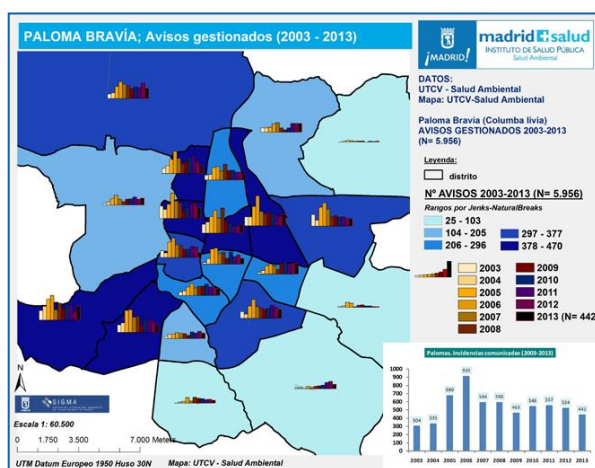 PALOMA BRAVÍA; Avisos gestionados (2003 - 2013)
¡MADRID!
madrid+salud
INSTITUTO DE SALUD PÚBLICA
Salud Ambiental
DATOS:
UTCV - Salud Ambiental
Mapa: UTCV-Salud Ambiental
Paloma Bravía (Columba livia)
AVISOS GESTIONADOS 2003-2013
(N= 5.956)
Leyenda:
distrito
Nº AVISOS 2003-2013 (N= 5.956)
Rangos por Jenks-NaturalBreaks
25 - 103
104 - 205
206 - 296
297 - 377
378 - 470
2003
2004
2005
2006
2007
2008
2009
2010
2011
2012
2013 (N= 442)
Palomas. Incidencias comunicadas (2003-2013)
1000
900
800
700
600
500
400
300
200
100
0
304
335
680
915
594
595
463
546
557
524
442
2003 2004 2005 2006 2007 2008 2009 2010 2011 2012 2013
N
SIGMA
Escala 1: 60.500
0 1.750 3.500 7.000 Meters
UTM Datum Europeo 1950 Huso 30N
Mapa: UTCV - Salud Ambiental